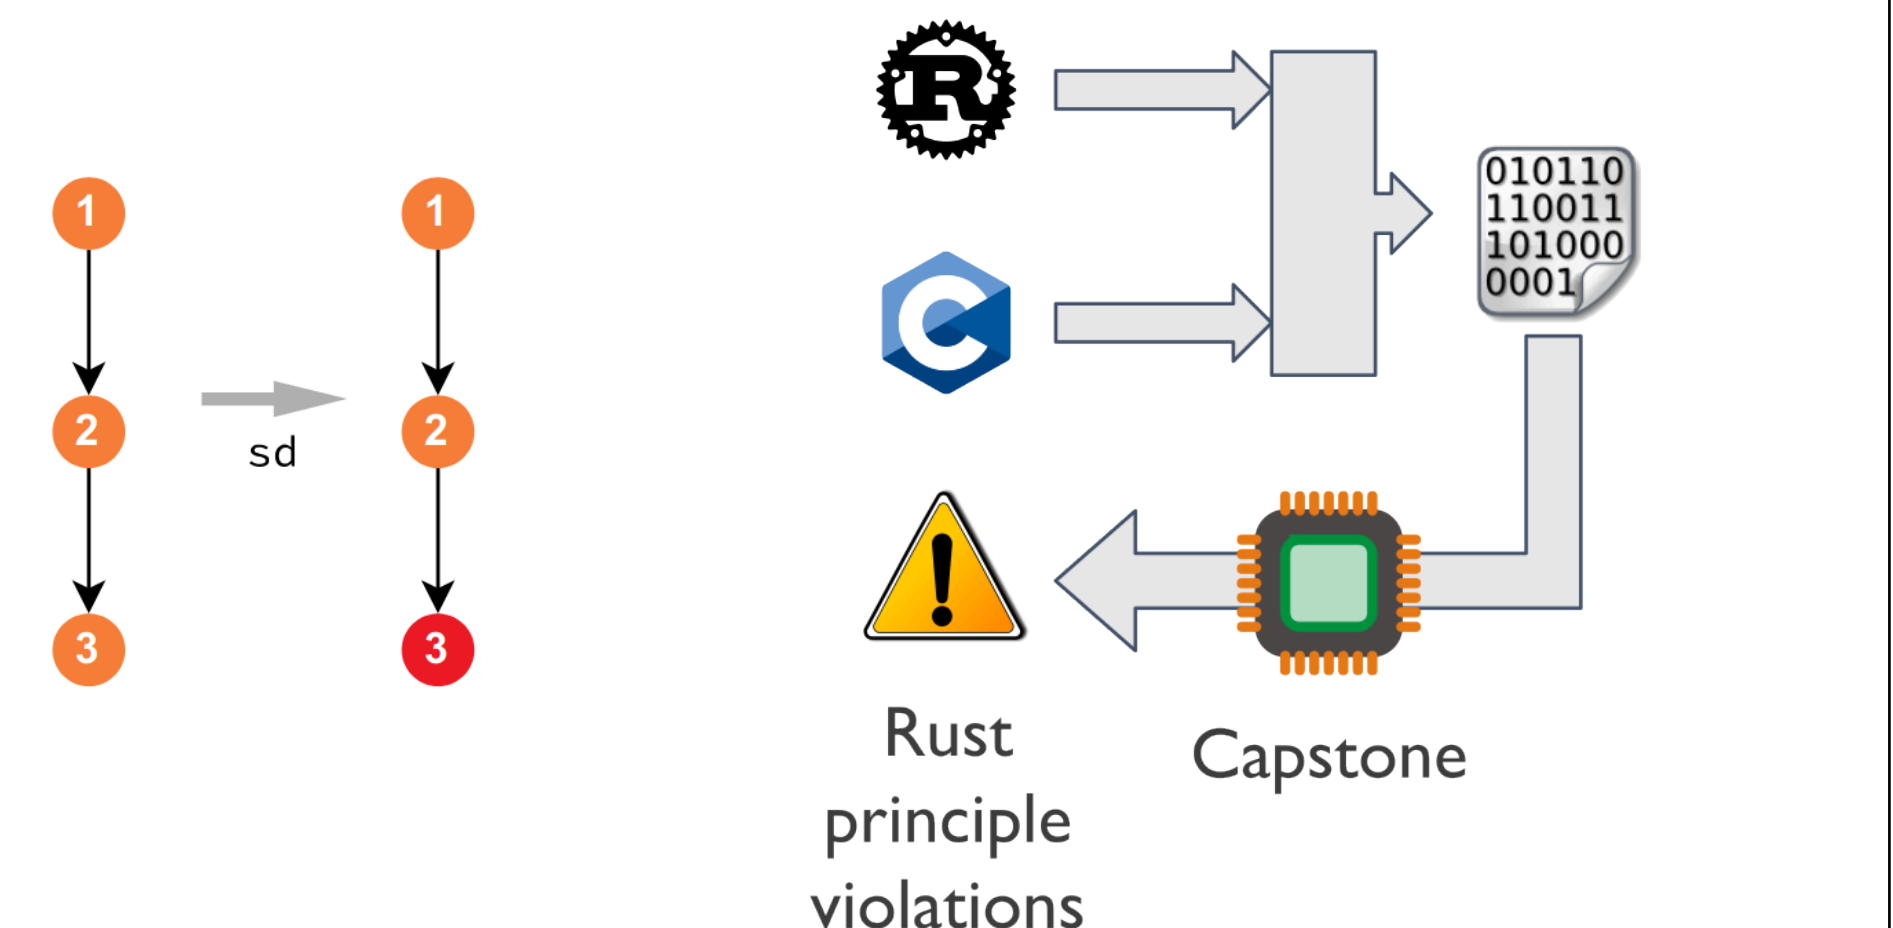 1
2
3
sd
1
2
3
R
C
010110
110011
101000
0001
Rust
principle
violations
Capstone